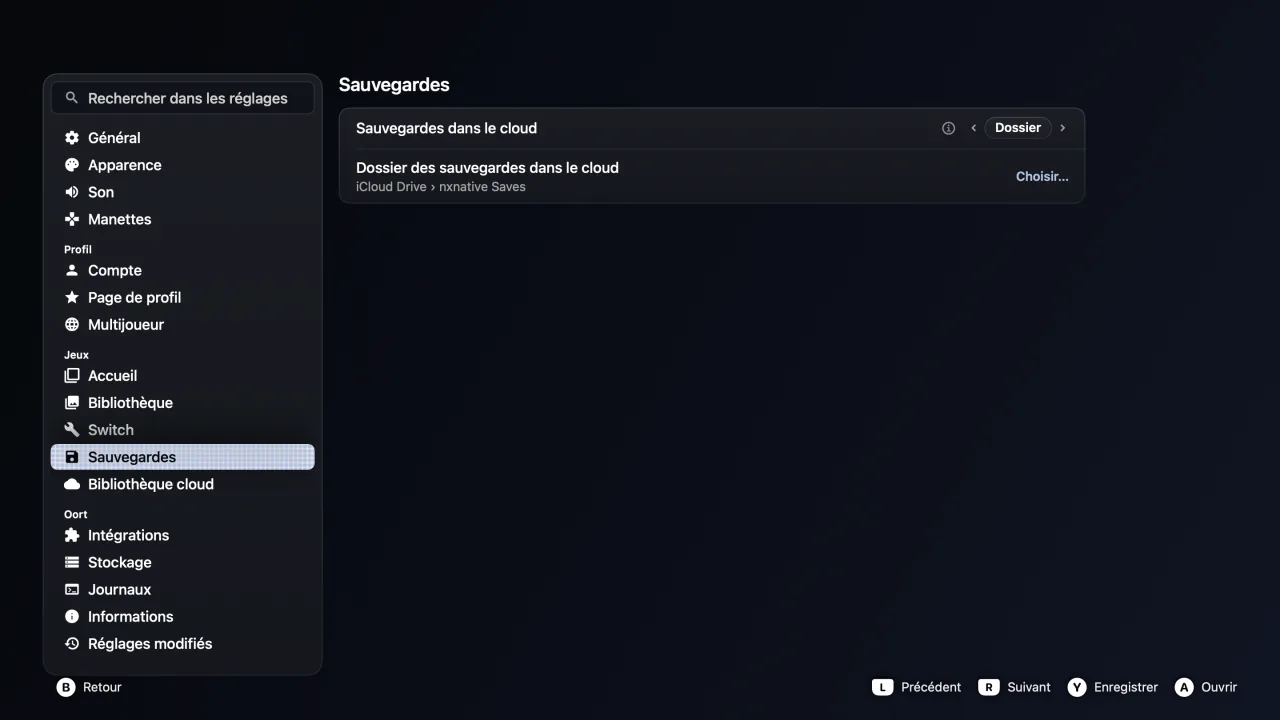 Rechercher dans les réglages
Général
Apparence
Son
Manettes
Profil
Compte
Page de profil
Multijoueur
Jeux
Accueil
Bibliothèque
Switch
Sauvegardes
Bibliothèque cloud
Oort
Intégrations
Stockage
Journaux
Informations
Réglages modifiés
Sauvegardes
Sauvegardes dans le cloud
‹ Dossier ›
Dossier des sauvegardes dans le cloud
iCloud Drive › nxnative Saves
Choisir...
B Retour
L Précédent R Suivant Y Enregistrer A Ouvrir